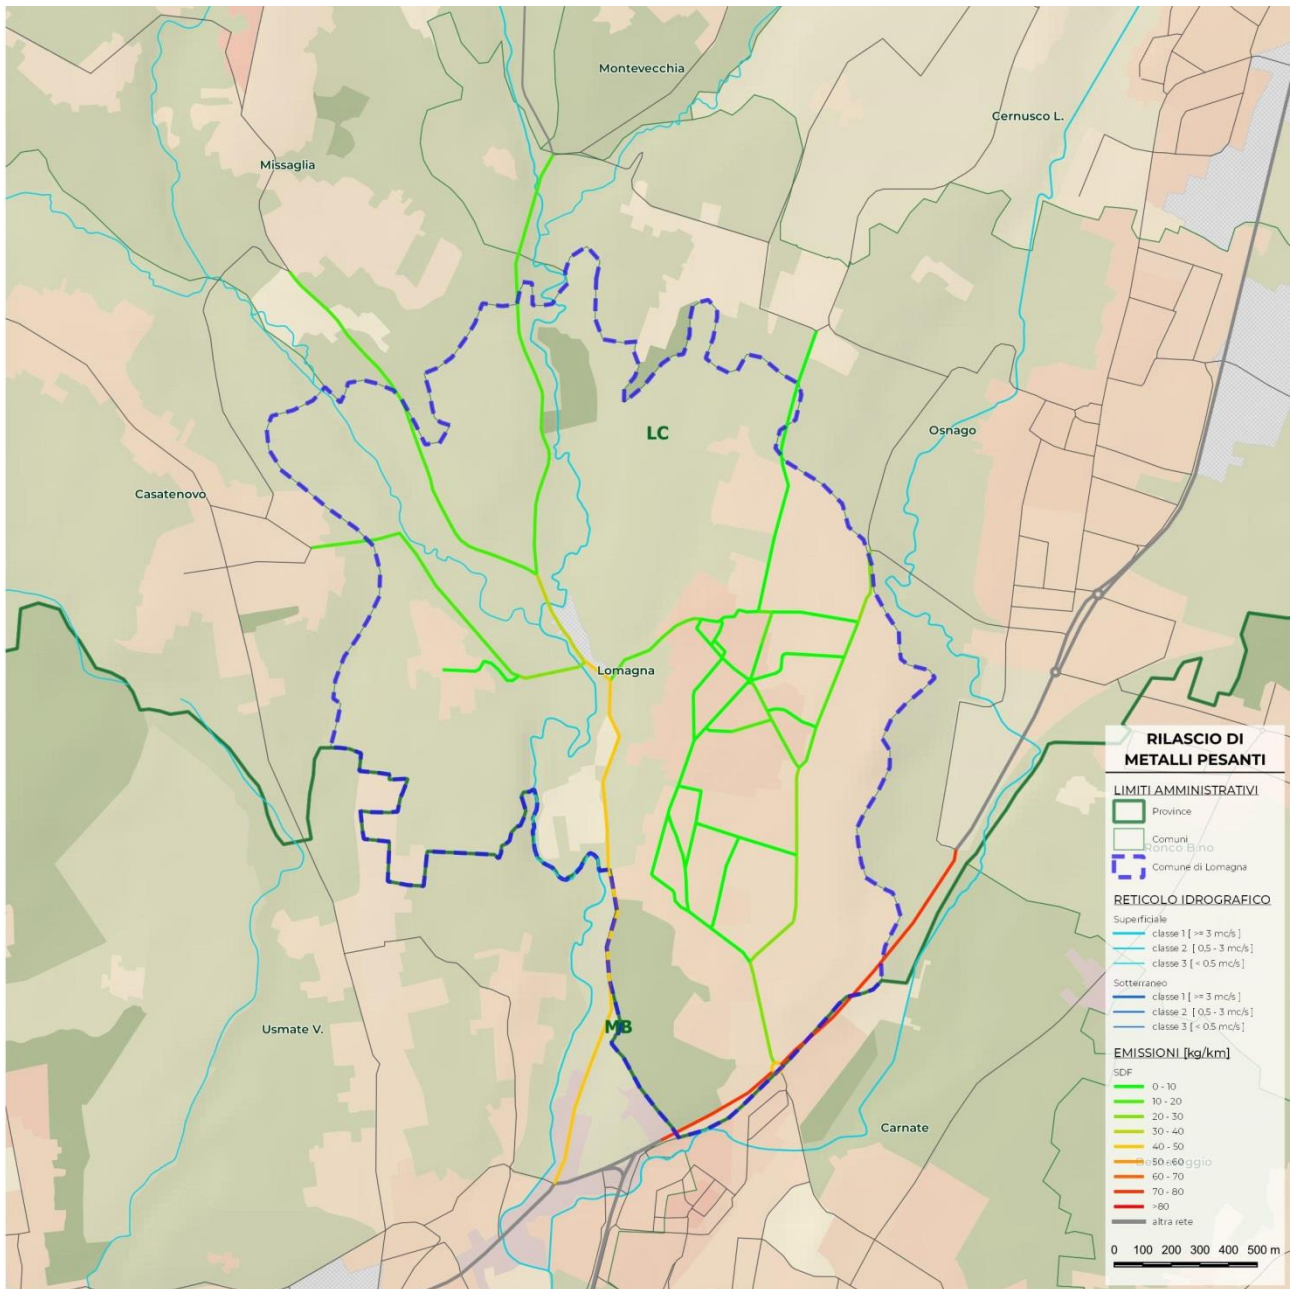 Montevecchia
Cernusco L.
Missaglia
LC
Osnago
Casatenovo
Lomagna
Usmate V.
MB
Carnate
RILASCIO DI
METALLI PESANTI
LIMITI AMMINISTRATIVI
Province
Comuni
Ronco B.no
Comune di Lomagna
RETICOLO IDROGRAFICO
Superficiale
classe 1 [ >= 3 mc/s ]
classe 2 [ 0,5 - 3 mc/s ]
classe 3 [ < 0.5 mc/s ]
Sotterraneo
classe 1 [ >= 3 mc/s ]
classe 2 [ 0,5 - 3 mc/s ]
classe 3 [ < 0.5 mc/s ]
EMISSIONI [kg/km]
SDF
0 - 10
10 - 20
20 - 30
30 - 40
40 - 50
50 - 60
60 - 70
70 - 80
>80
altra rete
0 100 200 300 400 500 m